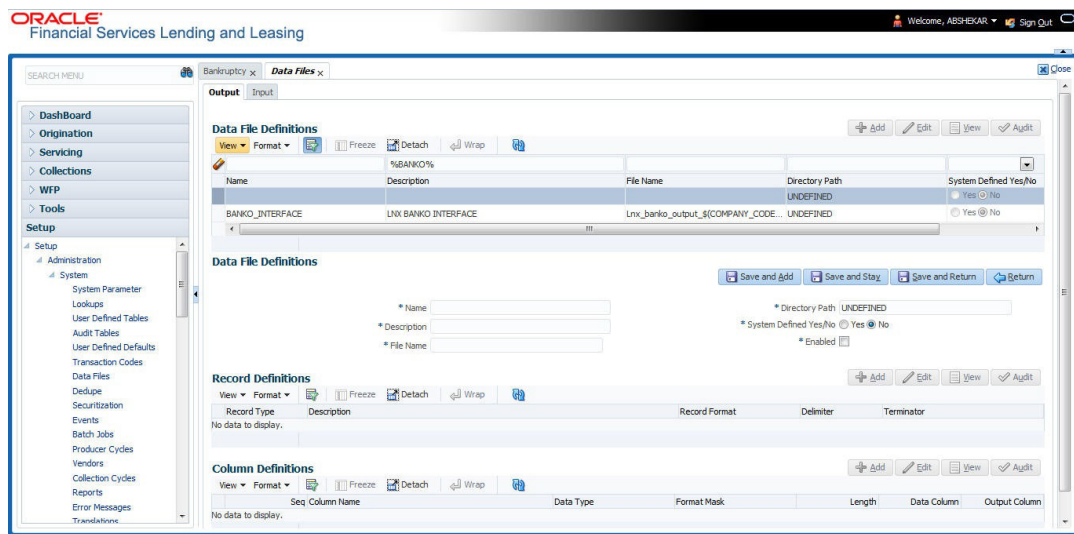 ORACLE
Financial Services Lending and Leasing
Welcome, ABSHEKAR Sign Out
SEARCH MENU
Bankruptcy x Data Files x
Close
Output Input
DashBoard
Origination
Servicing
Collections
WFP
Tools
Setup
Setup
Administration
System
System Parameter
Lookups
User Defined Tables
Audit Tables
User Defined Defaults
Transaction Codes
Data Files
Dedupe
Securitization
Events
Batch Jobs
Producer Cycles
Vendors
Collection Cycles
Reports
Error Messages
Translations
Data File Definitions
Add Edit View Audit
View Format Freeze Detach Wrap
%BANKO%
Name Description File Name Directory Path System Defined Yes/No
UNDEFINED Yes No
BANKO_INTERFACE LNX BANKO INTERFACE Lnx_banko_output_$(COMPANY_CODE... UNDEFINED Yes No
Data File Definitions
Save and Add Save and Stay Save and Return Return
* Name
* Description
* File Name
* Directory Path UNDEFINED
* System Defined Yes/No Yes No
* Enabled
Record Definitions
Add Edit View Audit
View Format Freeze Detach Wrap
Record Type Description Record Format Delimiter Terminator
No data to display.
Column Definitions
Add Edit View Audit
View Format Freeze Detach Wrap
Seq Column Name Data Type Format Mask Length Data Column Output Column
No data to display.